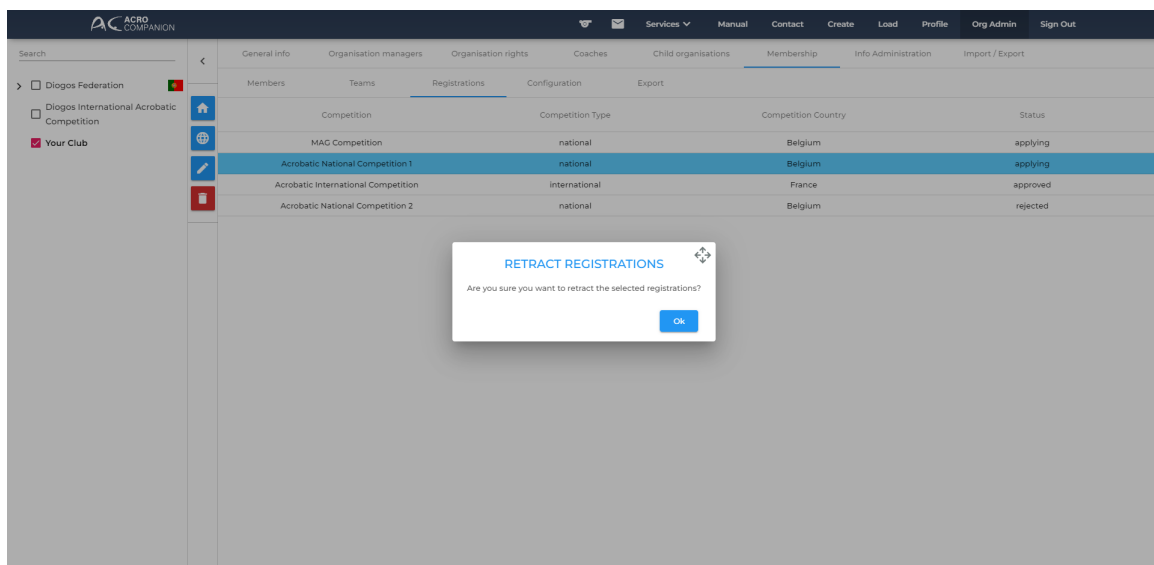 ACRO
COMPANION
Services
Manual
Contact
Create
Load
Profile
Org Admin
Sign Out
Search
General info
Organisation managers
Organisation rights
Coaches
Child organisations
Membership
Info Administration
Import / Export
Diogos Federation
Members
Teams
Registrations
Configuration
Export
Diogos International Acrobatic
Competition
Your Club
Competition
Competition Type
Competition Country
Status
MAG Competition
national
Belgium
applying
Acrobatic National Competition 1
national
Belgium
applying
Acrobatic International Competition
international
France
approved
Acrobatic National Competition 2
national
Belgium
rejected
RETRACT REGISTRATIONS
Are you sure you want to retract the selected registrations?
Ok